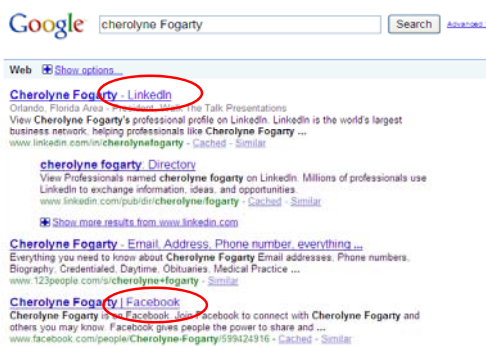 Google cherolyne Fogarty Search Advanced
Web Show options...
Cherolyne Fogarty - LinkedIn
Orlando, Florida Area - President, Walk The Talk Presentations
View Cherolyne Fogarty's professional profile on LinkedIn. LinkedIn is the world's largest
business network, helping professionals like Cherolyne Fogarty ...
www.linkedin.com/in/cherolynefogarty - Cached - Similar
cherolyne fogarty: Directory
View Professionals named cherolyne fogarty on LinkedIn. Millions of professionals use
LinkedIn to exchange information, ideas, and opportunities.
www.linkedin.com/pub/dir/cherolyne/fogarty - Cached - Similar
Show more results from www.linkedin.com
Cherolyne Fogarty - Email, Address, Phone number, everything ...
Everything you need to know about Cherolyne Fogarty Email addresses, Phone numbers,
Biography, Credentialed, Daytime, Obituaries, Medical Practice ...
www.123people.com/s/cherolyne+fogarty - Similar
Cherolyne Fogarty | Facebook
Cherolyne Fogarty is on Facebook. Join Facebook to connect with Cherolyne Fogarty and
others you may know. Facebook gives people the power to share and ...
www.facebook.com/people/Cherolyne-Fogarty/599424916 - Cached - Similar